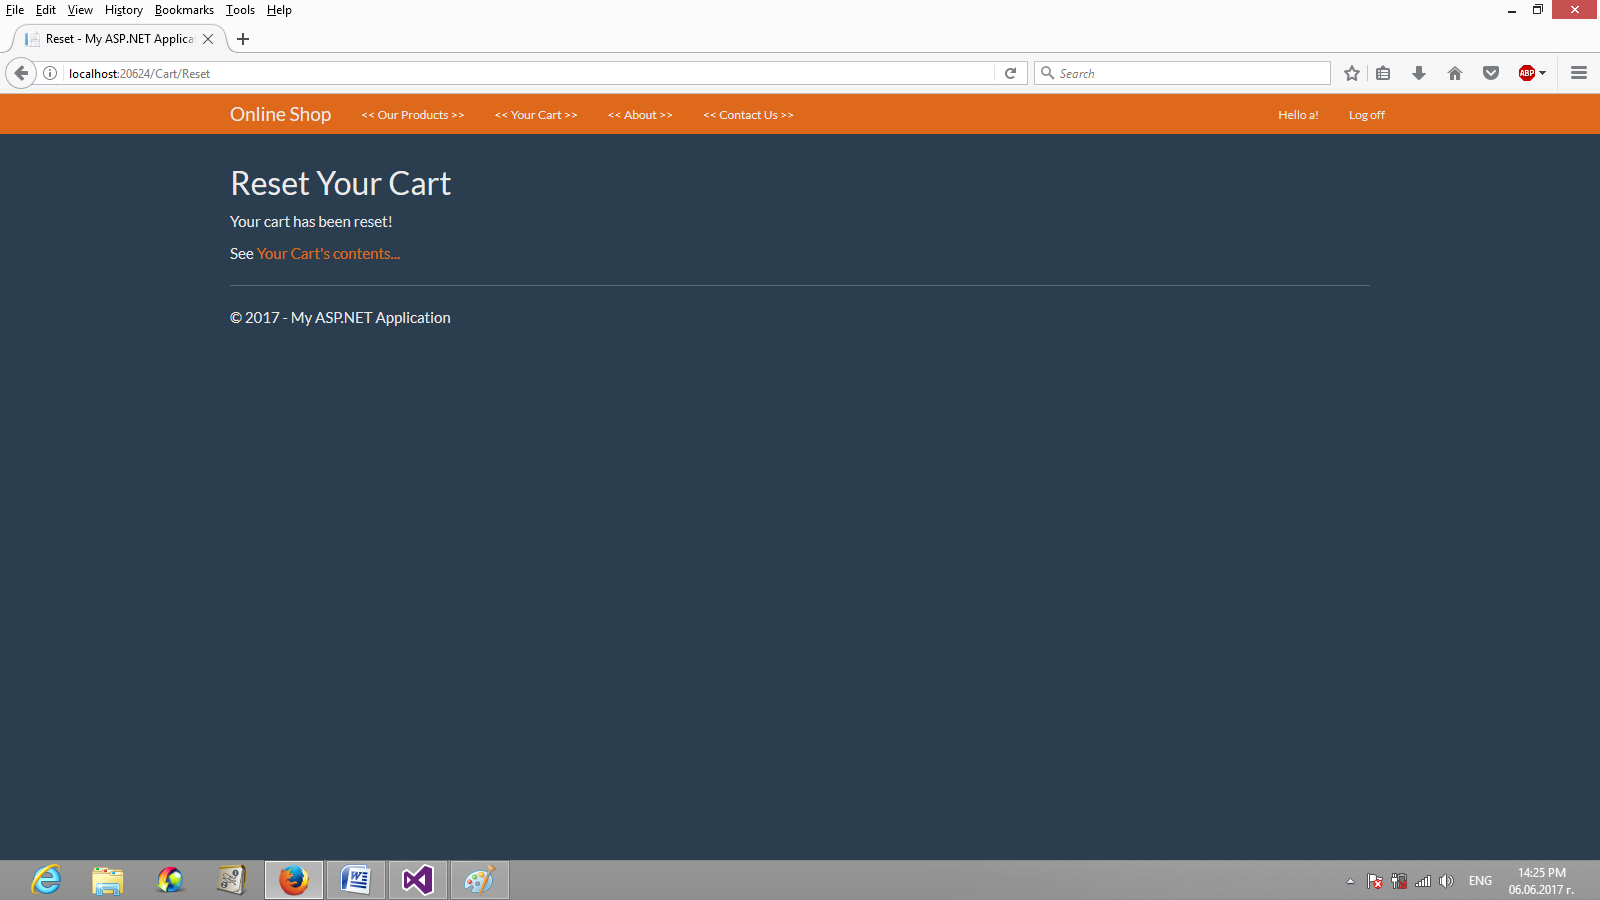 File Edit View History Bookmarks Tools Help
Reset - My ASP.NET Applica
localhost:20624/Cart/Reset
Search
ABP
Online Shop << Our Products >> << Your Cart >> << About >> << Contact Us >> Hello a! Log off
Reset Your Cart
Your cart has been reset!
See Your Cart's contents...
© 2017 - My ASP.NET Application
ENG
14:25 PM
06.06.2017 г.